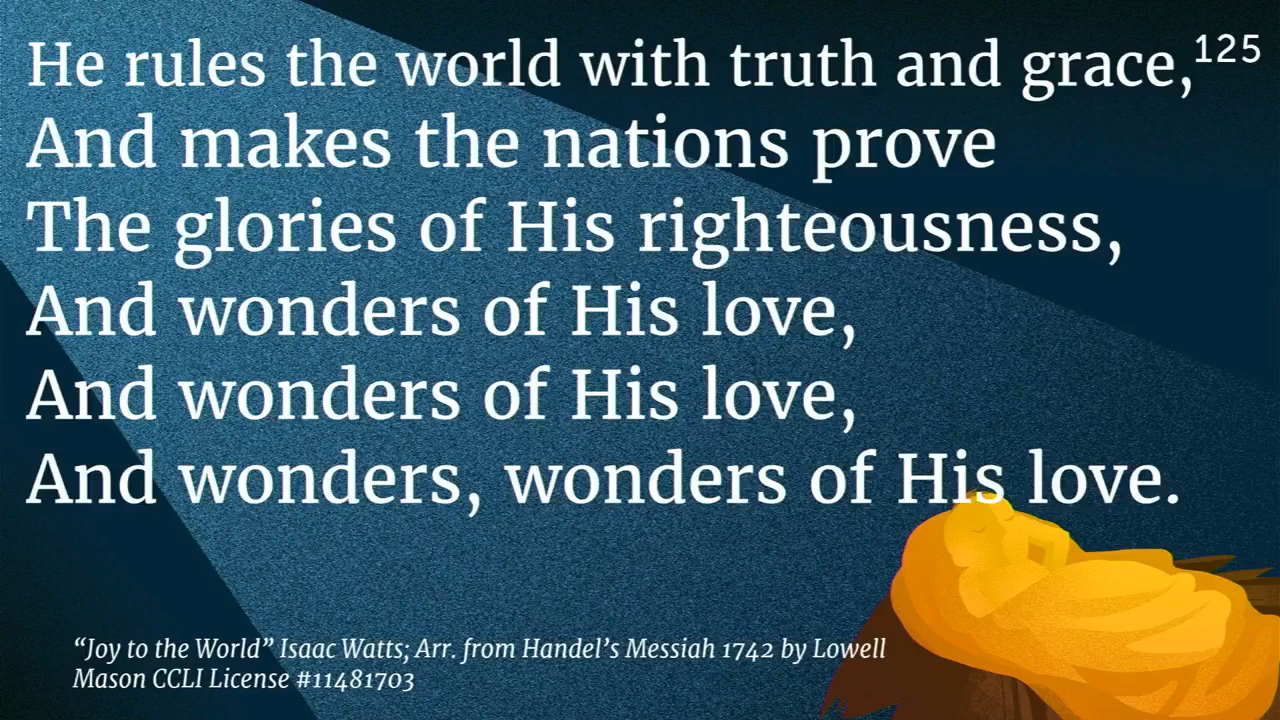 He rules the world with truth and grace,125
And makes the nations prove
The glories of His righteousness,
And wonders of His love,
And wonders of His love,
And wonders, wonders of His love.
“Joy to the World” Isaac Watts; Arr. from Handel’s Messiah 1742 by Lowell
Mason CCLI License #11481703